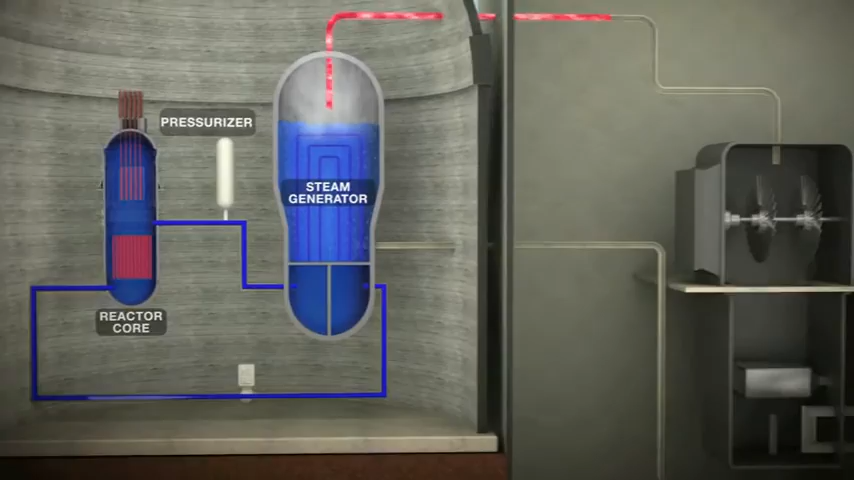 PRESSURIZER
STEAM
GENERATOR
REACTOR
CORE